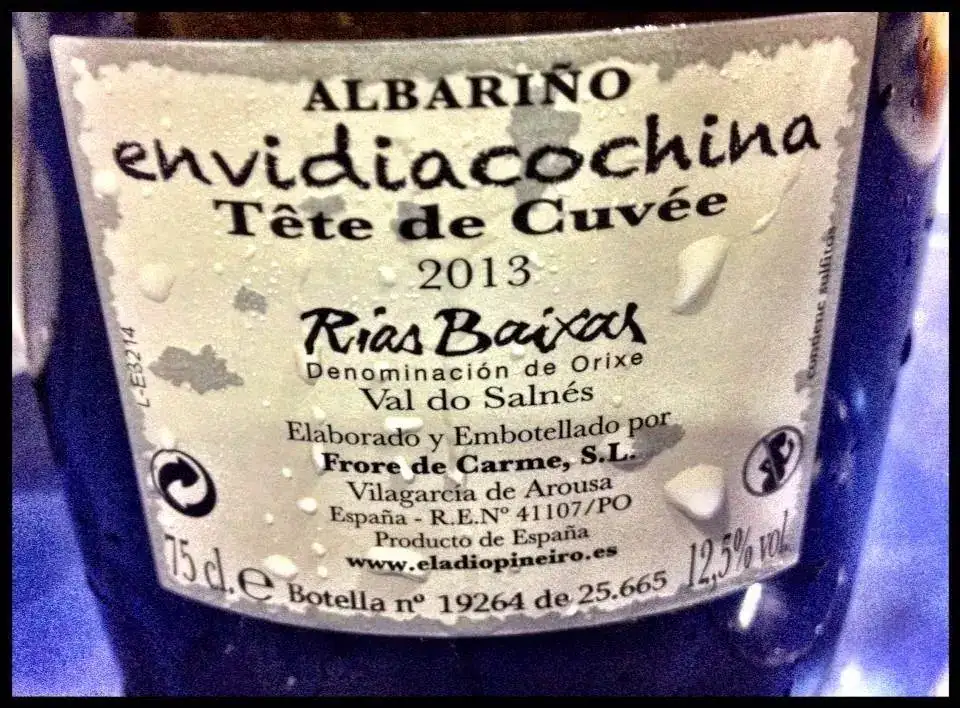 ALBARIÑO
envidiacochina
Tête de Cuvée
2013
Rias Baixas
Denominación de Orixe
Val do Salnés
Elaborado y Embotellado por
Frore de Carme, S.L.
Vilagarcía de Arousa
España - R.E.Nº 41107/PO
Producto de España
www.eladiopineiro.es
75 cl. e
12,5% vol.
Botella nº 19264 de 25.665
L-E3214
contiene sulfitos